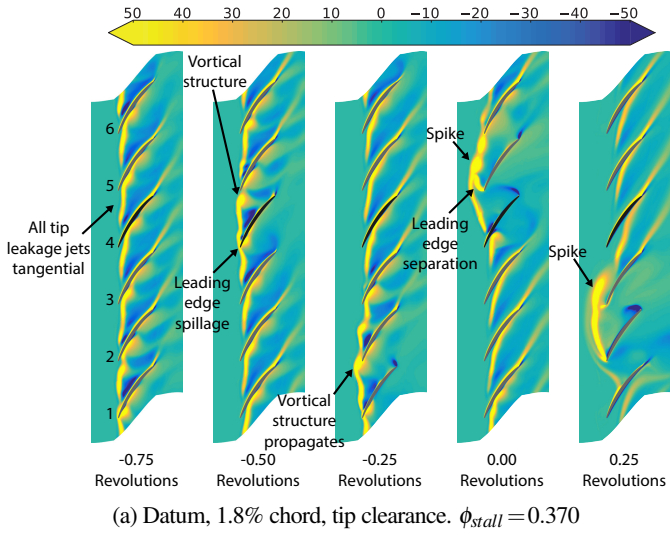 50 40 30 20 10 0 −10 −20 −30 −40 −50
Vortical
structure
6
5
4
3
2
1
All tip
leakage jets
tangential
Leading
edge
spillage
Vortical
structure
propagates
Spike
Leading
edge
separation
Spike
-0.75
Revolutions
-0.50
Revolutions
-0.25
Revolutions
0.00
Revolutions
0.25
Revolutions
(a) Datum, 1.8% chord, tip clearance. ϕstall = 0.370